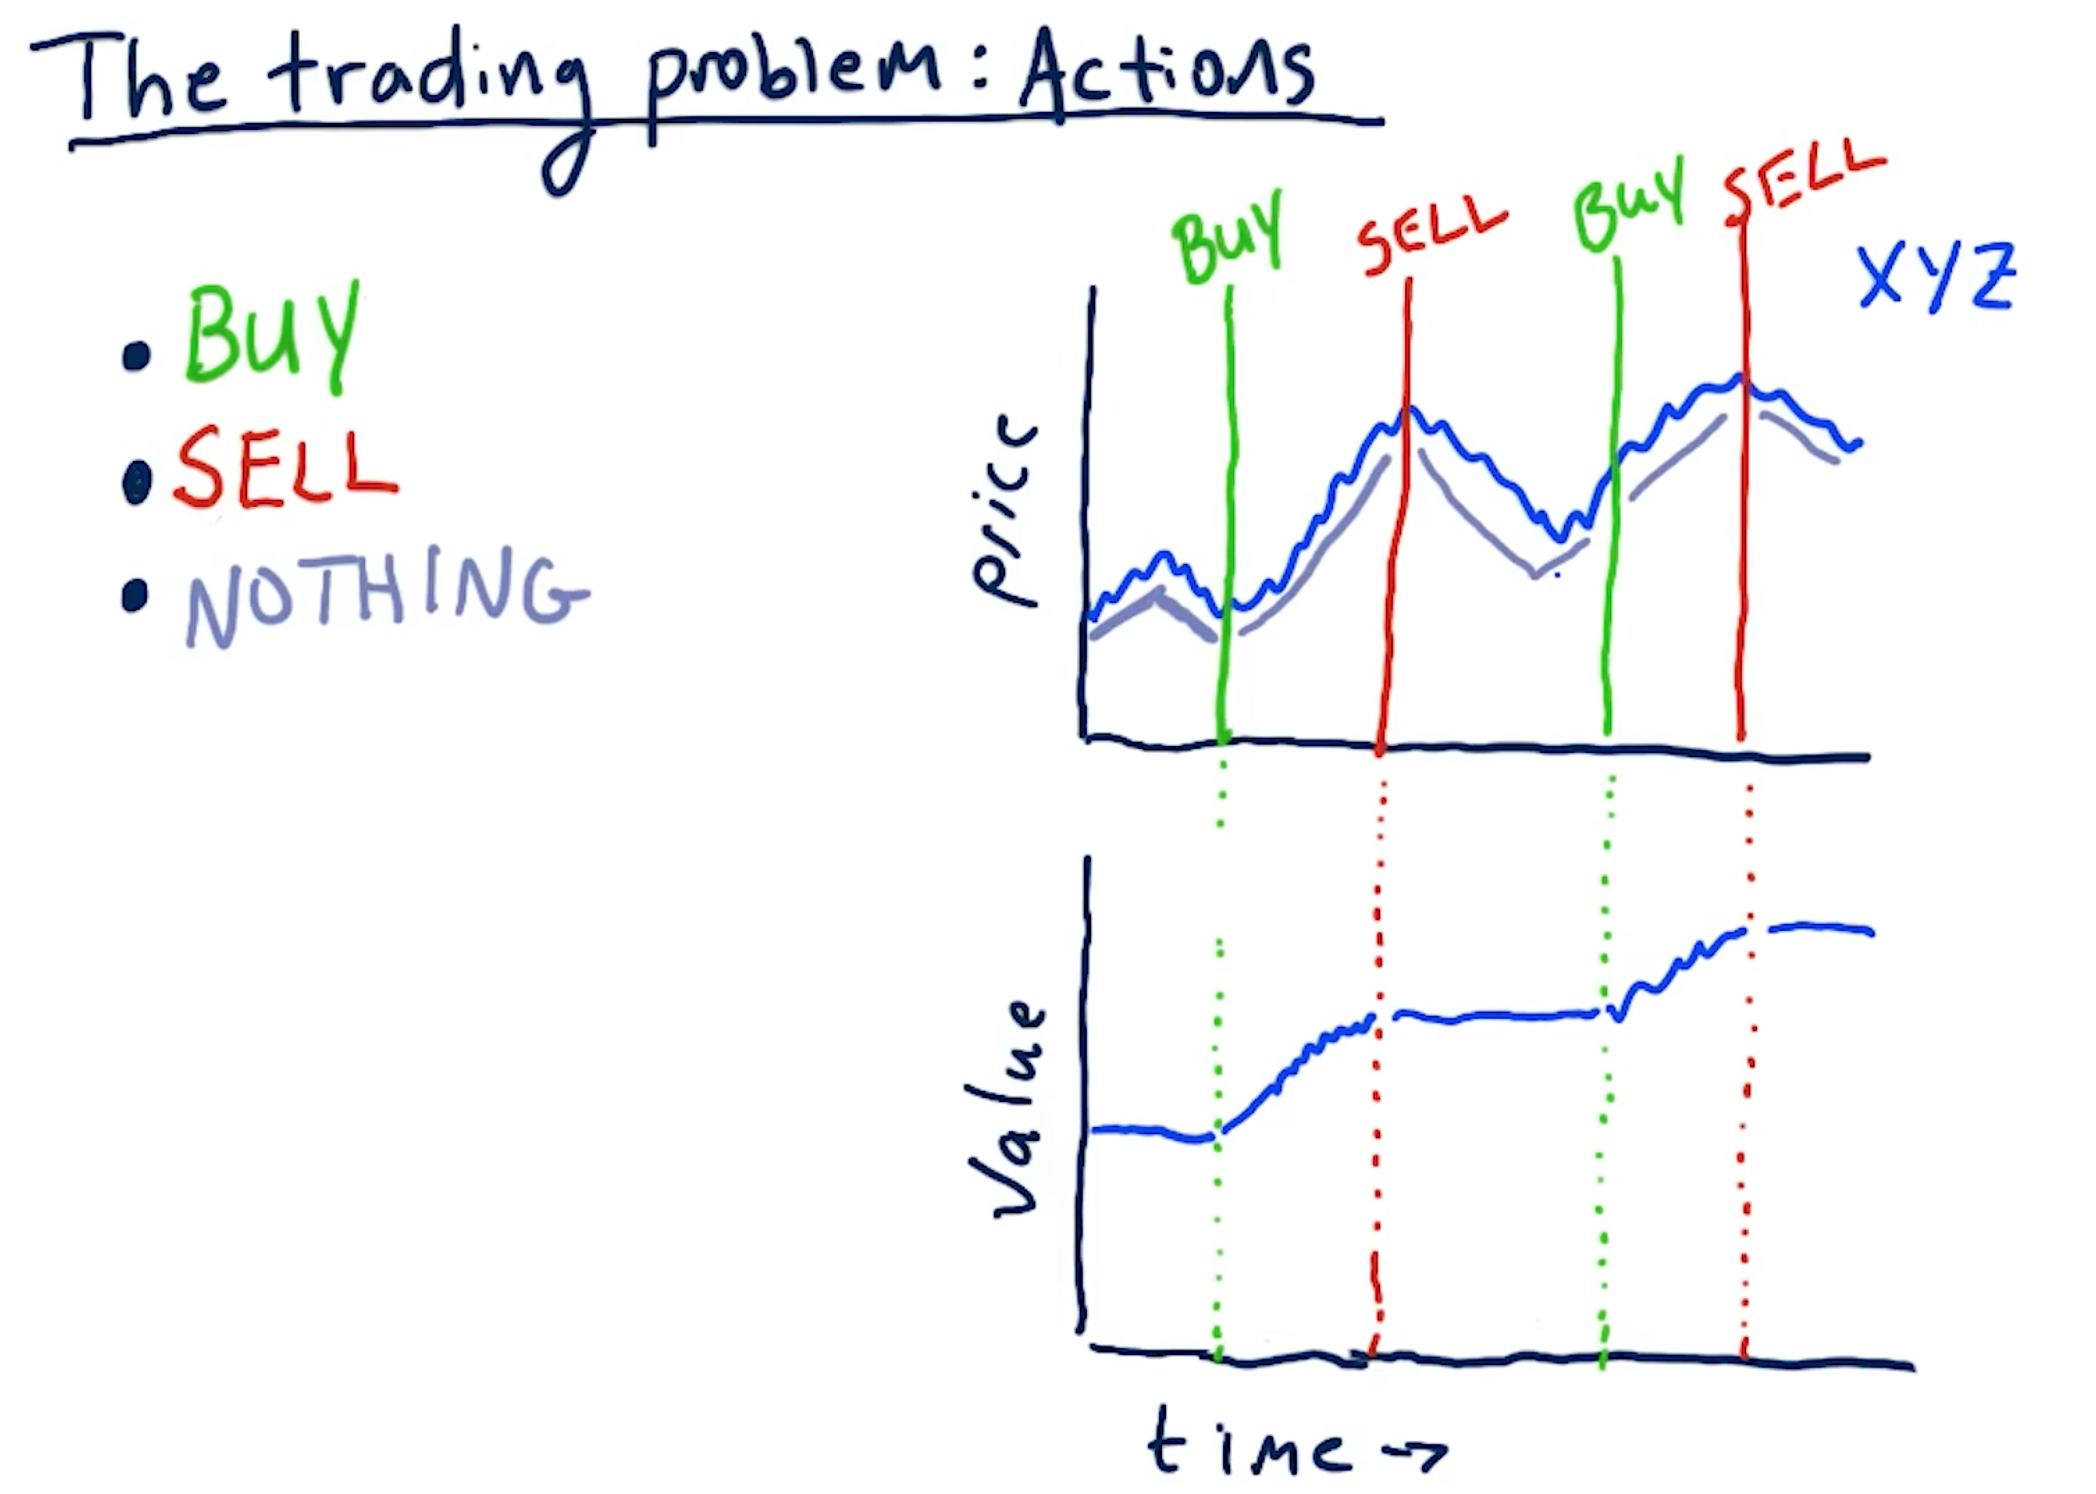 The trading problem: Actions
• BUY
• SELL
• NOTHING
BUY
SELL
BUY
SELL
XYZ
Price
Value
time →